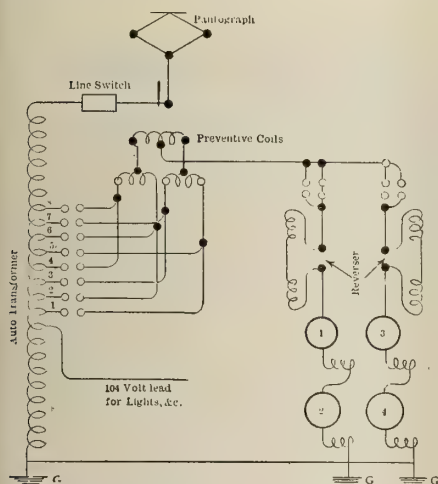 Pantograph
Line Switch
Preventive Coils
8
7
6
5
4
3
2
1
Auto Transformer
Reverser
1
3
2
4
104 Volt lead
for Lights, &c.
G
G
G